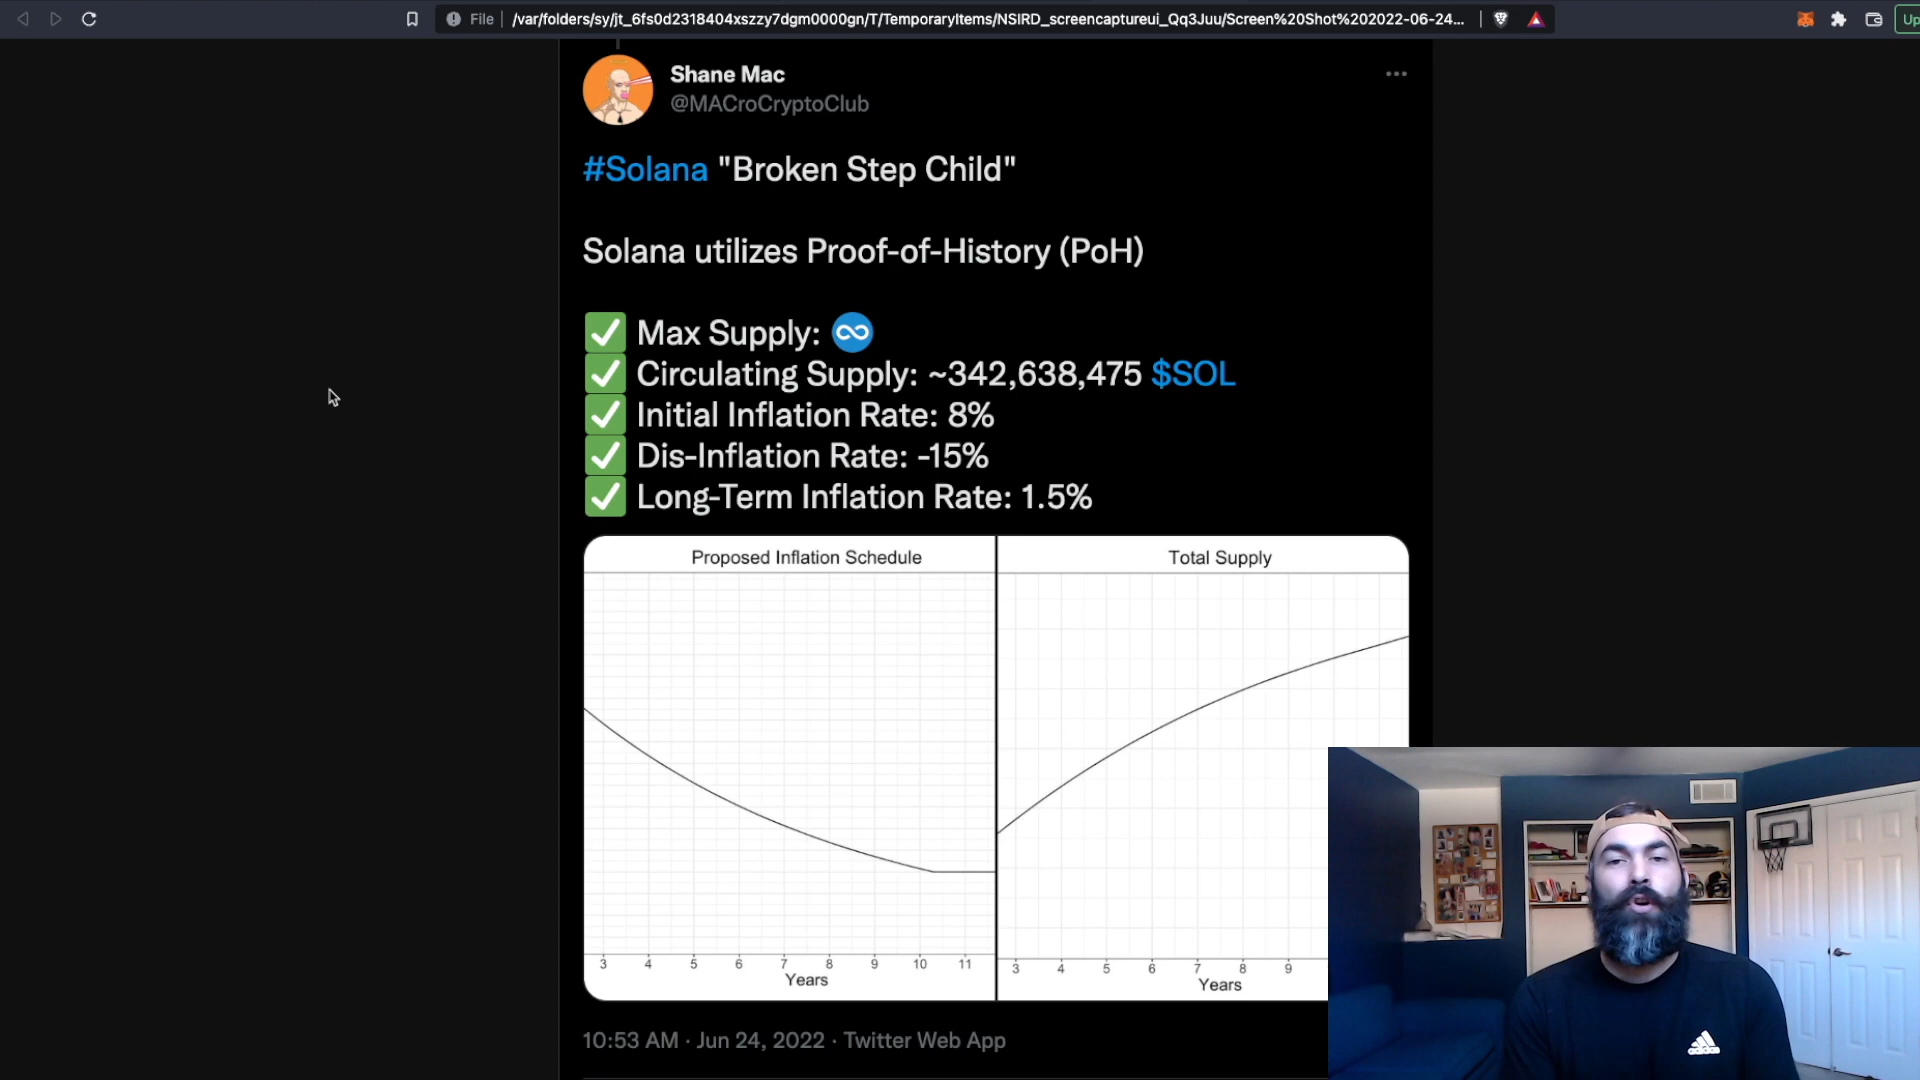 File
/var/folders/sy/jt_6fs0d2318404xszzy7dgm0000gn/T/TemporaryItems/NSIRD_screencaptureui_Qq3Juu/Screen%20Shot%202022-06-24...
Up
Shane Mac
@MACroCryptoClub
#Solana "Broken Step Child"
Solana utilizes Proof-of-History (PoH)
✅ Max Supply: ♾
✅ Circulating Supply: ~342,638,475 $SOL
✅ Initial Inflation Rate: 8%
✅ Dis-Inflation Rate: -15%
✅ Long-Term Inflation Rate: 1.5%
Proposed Inflation Schedule
3 4 5 6 7 8 9 10 11
Years
Total Supply
3 4 5 6 7 8 9
Years
adidas
10:53 AM · Jun 24, 2022 · Twitter Web App